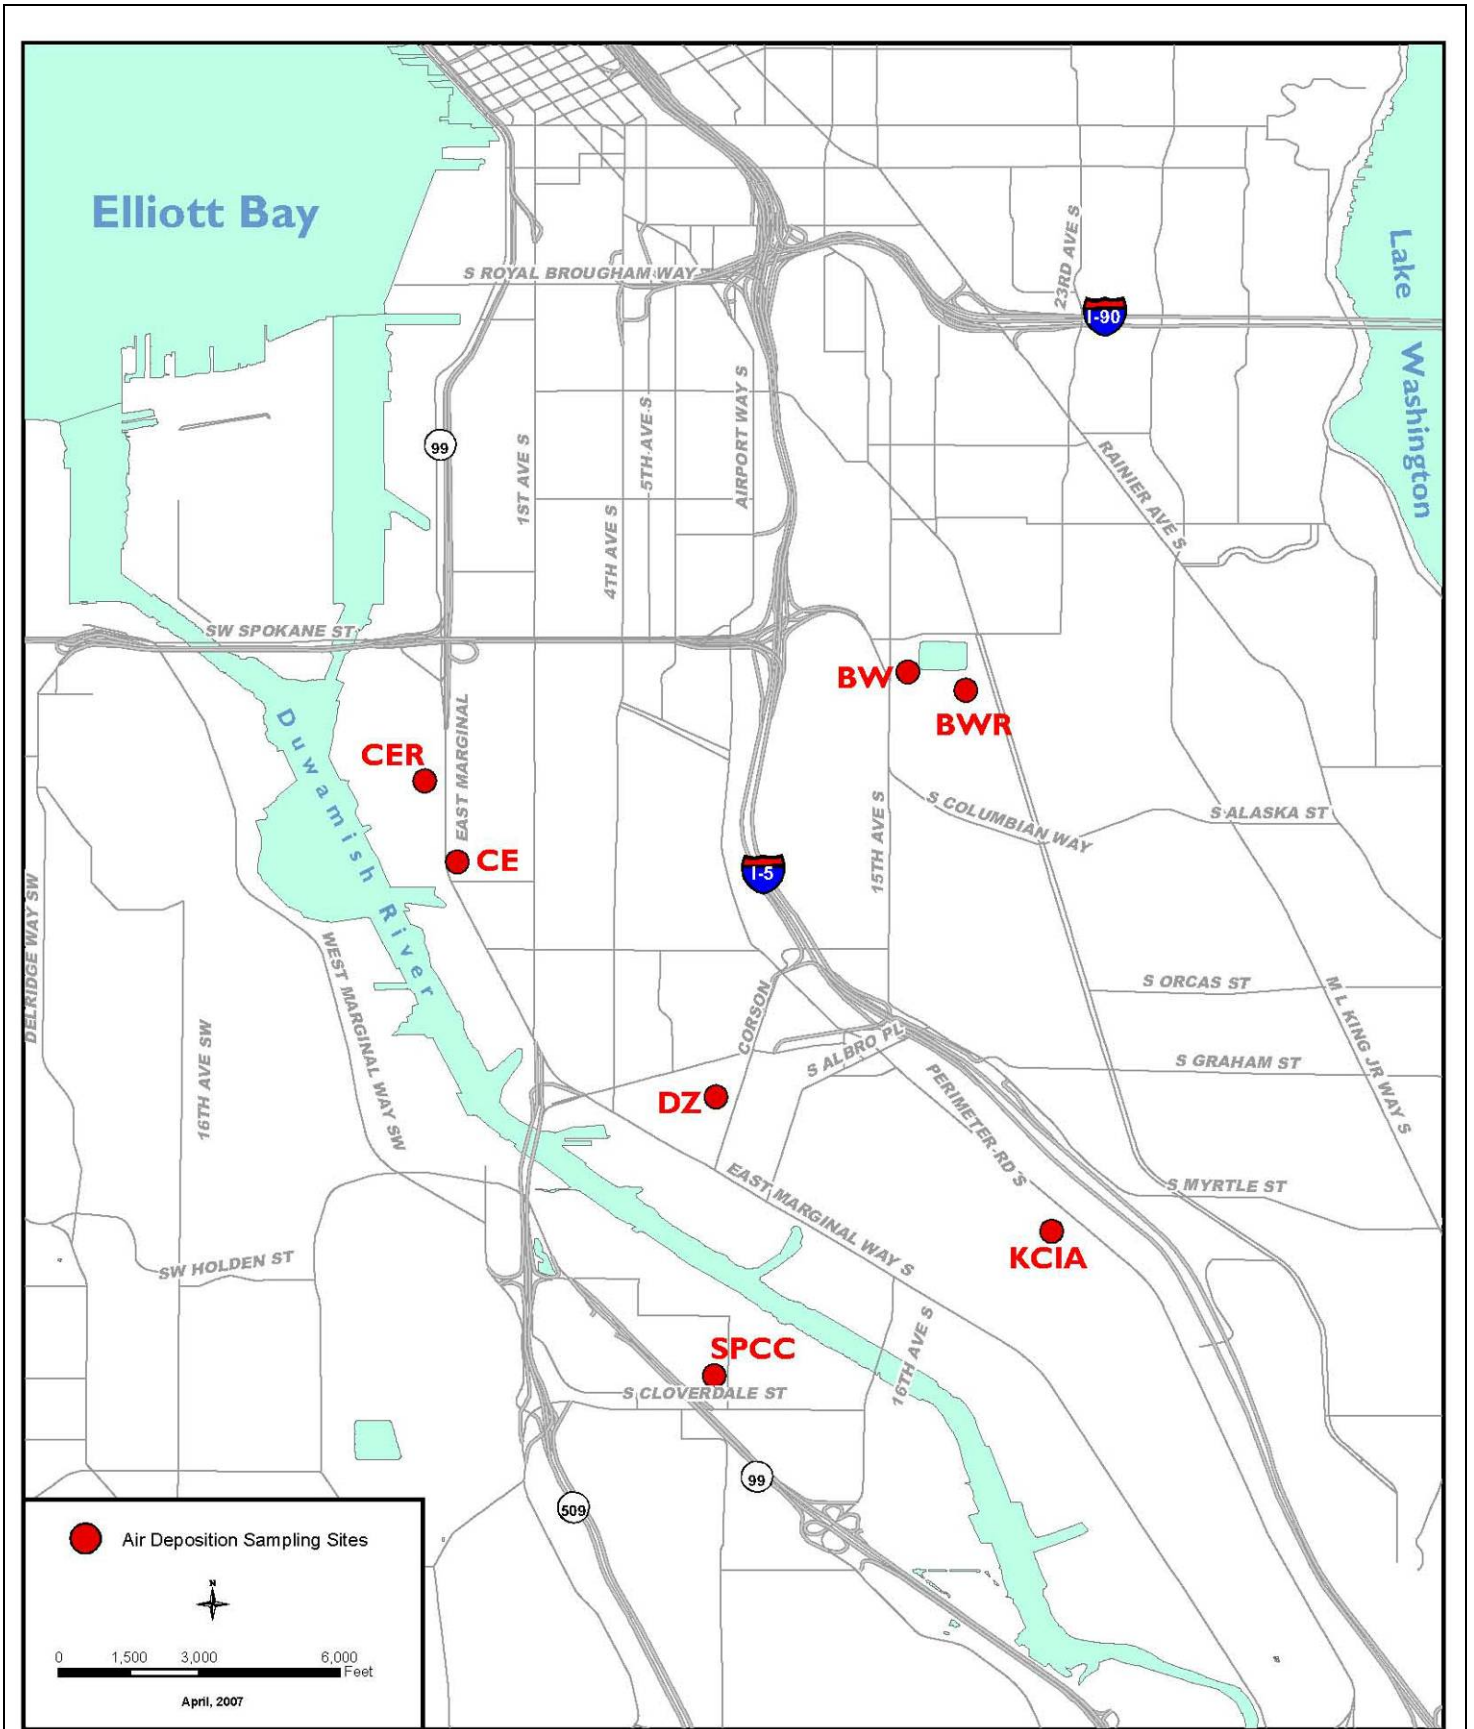 Elliott Bay
Lake
Washington
S ROYAL BROUGHAM WAY
23RD AVE S
I-90
99
1ST AVE S
5TH AVE S
AIRPORT WAY S
4TH AVE S
RAINIER AVE S
SW SPOKANE ST
BW
BWR
Duwamish River
CER
EAST MARGINAL
CE
I-5
15TH AVE S
S COLUMBIAN WAY
S ALASKA ST
DELRIDGE WAY SW
WEST MARGINAL WAY SW
16TH AVE SW
CORSON
S ALBRO PL
S ORCAS ST
M L KING JR WAY S
S GRAHAM ST
DZ
PERIMETER RD S
EAST MARGINAL WAY S
S MYRTLE ST
KCIA
SW HOLDEN ST
SPCC
16TH AVE S
S CLOVERDALE ST
99
509
Air Deposition Sampling Sites
N
0 1,500 3,000 6,000
Feet
April, 2007